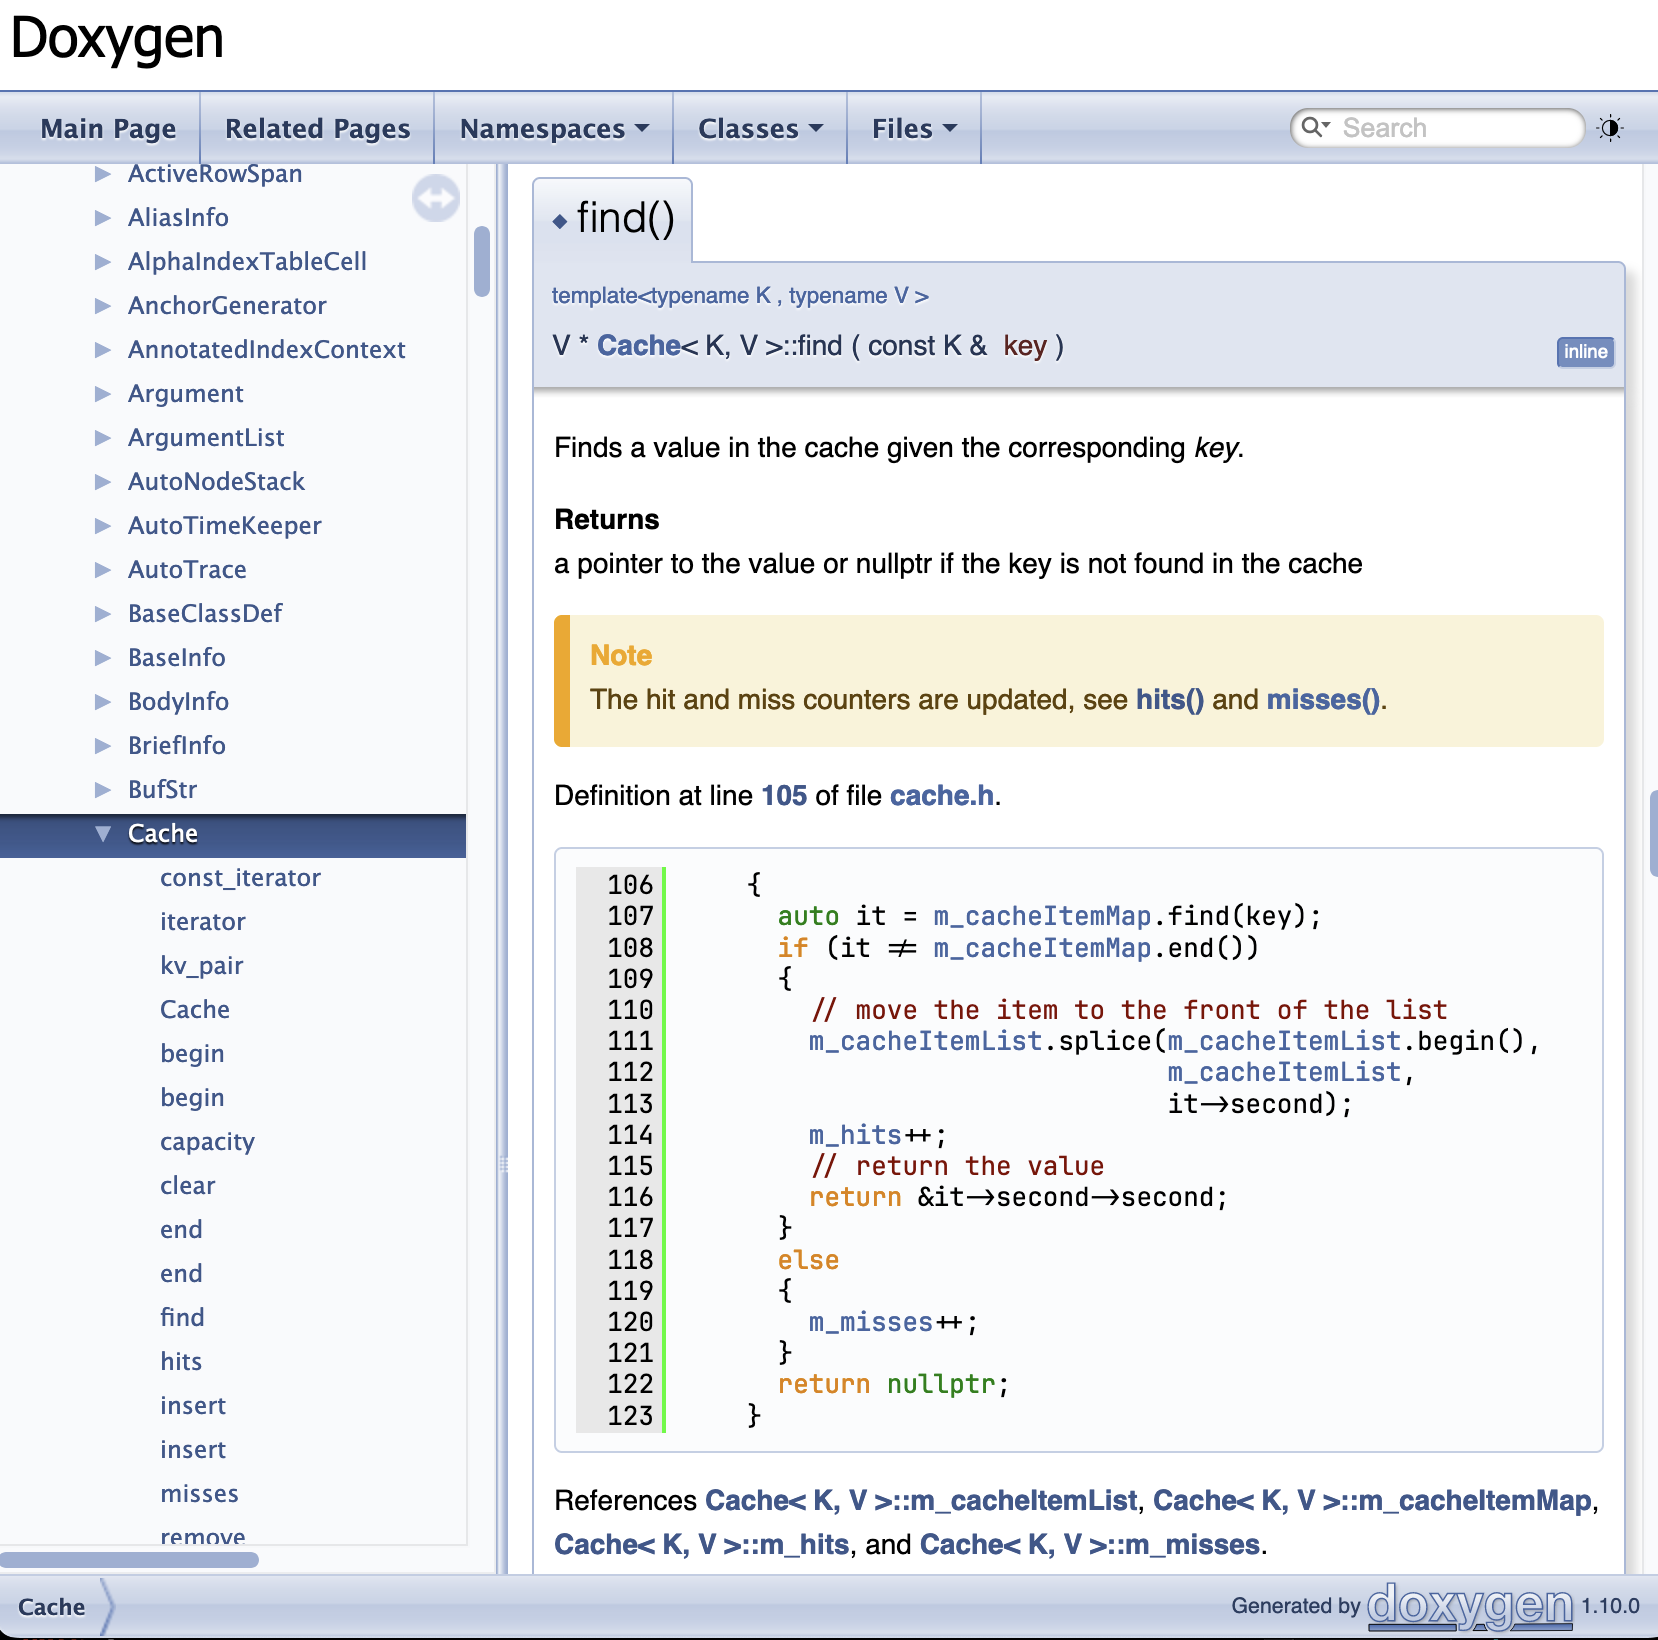 Doxygen
Main Page
Related Pages
Namespaces
Classes
Files
Search
ActiveRowSpan
AliasInfo
AlphaIndexTableCell
AnchorGenerator
AnnotatedIndexContext
Argument
ArgumentList
AutoNodeStack
AutoTimeKeeper
AutoTrace
BaseClassDef
BaseInfo
BodyInfo
BriefInfo
BufStr
Cache
const_iterator
iterator
kv_pair
Cache
begin
begin
capacity
clear
end
end
find
hits
insert
insert
misses
remove
◆ find()
template<typename K , typename V >
V * Cache< K, V >::find ( const K & key )
inline
Finds a value in the cache given the corresponding key.
Returns
a pointer to the value or nullptr if the key is not found in the cache
Note
The hit and miss counters are updated, see hits() and misses().
Definition at line 105 of file cache.h.
106 {
107 auto it = m_cacheItemMap.find(key);
108 if (it != m_cacheItemMap.end())
109 {
110 // move the item to the front of the list
111 m_cacheItemList.splice(m_cacheItemList.begin(),
112 m_cacheItemList,
113 it->second);
114 m_hits++;
115 // return the value
116 return &it->second->second;
117 }
118 else
119 {
120 m_misses++;
121 }
122 return nullptr;
123 }
References Cache< K, V >::m_cacheItemList, Cache< K, V >::m_cacheItemMap,
Cache< K, V >::m_hits, and Cache< K, V >::m_misses.
Cache
Generated by doxygen 1.10.0